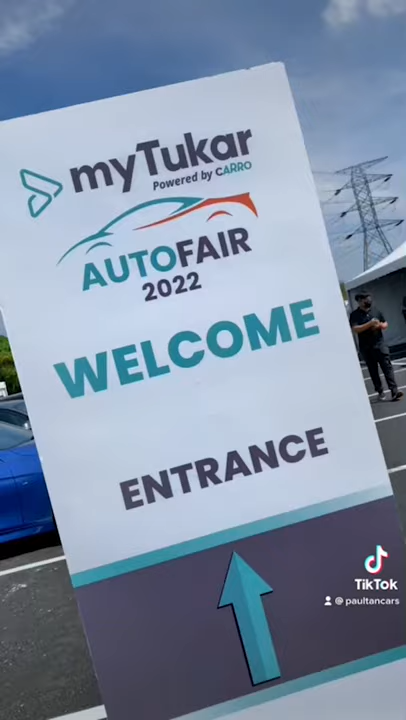 myTukar
Powered by CARRO
AUTOFAIR
2022
WELCOME
ENTRANCE
TikTok
@ paultancars